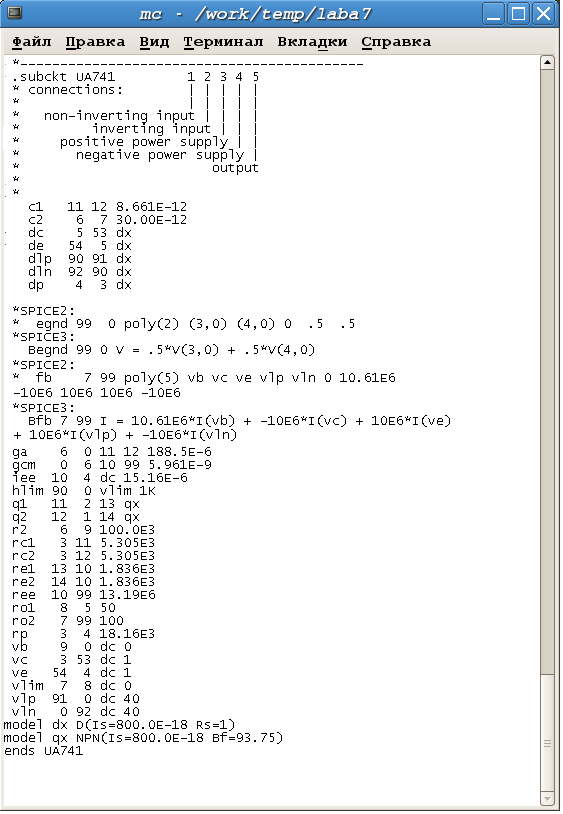 mc - /work/temp/laba7
Файл Правка Вид Терминал Вкладки Справка
*-------------------------------------------
.subckt UA741         1 2 3 4 5
* connections:        | | | | |
*                     | | | | |
*   non-inverting input | | | |
*         inverting input | | |
*     positive power supply | |
*       negative power supply |
*                        output
*
*
c1   11 12 8.661E-12
c2    6  7 30.00E-12
dc    5 53 dx
de   54  5 dx
dlp  90 91 dx
dln  92 90 dx
dp    4  3 dx
*SPICE2:
*  egnd 99  0 poly(2) (3,0) (4,0) 0  .5  .5
*SPICE3:
Begnd 99 0 V = .5*V(3,0) + .5*V(4,0)
*SPICE2:
*  fb    7 99 poly(5) vb vc ve vlp vln 0 10.61E6
-10E6 10E6 10E6 -10E6
*SPICE3:
Bfb 7 99 I = 10.61E6*I(vb) + -10E6*I(vc) + 10E6*I(ve)
+ 10E6*I(vlp) + -10E6*I(vln)
ga    6  0 11 12 188.5E-6
gcm   0  6 10 99 5.961E-9
iee  10  4 dc 15.16E-6
hlim 90  0 vlim 1K
q1   11  2 13 qx
q2   12  1 14 qx
r2    6  9 100.0E3
rc1   3 11 5.305E3
rc2   3 12 5.305E3
re1  13 10 1.836E3
re2  14 10 1.836E3
ree  10 99 13.19E6
ro1   8  5 50
ro2   7 99 100
rp    3  4 18.16E3
vb    9  0 dc 0
vc    3 53 dc 1
ve   54  4 dc 1
vlim  7  8 dc 0
vlp  91  0 dc 40
vln   0 92 dc 40
model dx D(Is=800.0E-18 Rs=1)
model qx NPN(Is=800.0E-18 Bf=93.75)
ends UA741